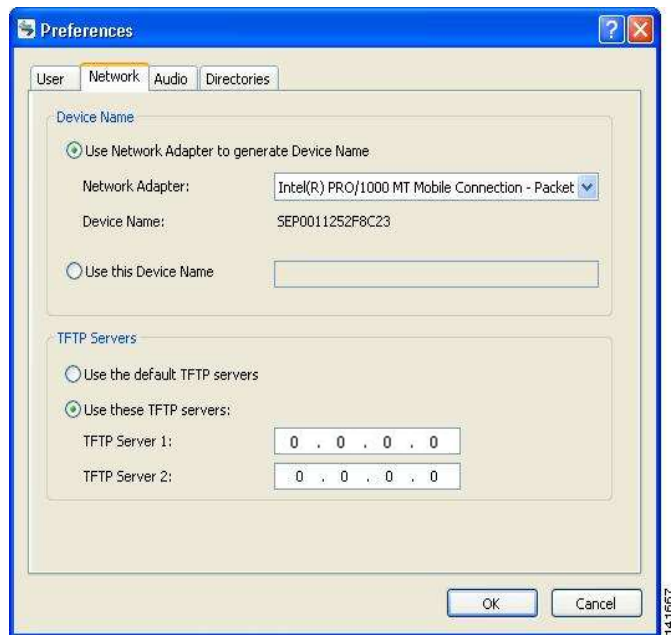 Preferences
User Network Audio Directories
Device Name
Use Network Adapter to generate Device Name
Network Adapter: Intel(R) PRO/1000 MT Mobile Connection - Packet
Device Name: SEP0011252F8C23
Use this Device Name
TFTP Servers
Use the default TFTP servers
Use these TFTP servers:
TFTP Server 1: 0 . 0 . 0 . 0
TFTP Server 2: 0 . 0 . 0 . 0
OK Cancel